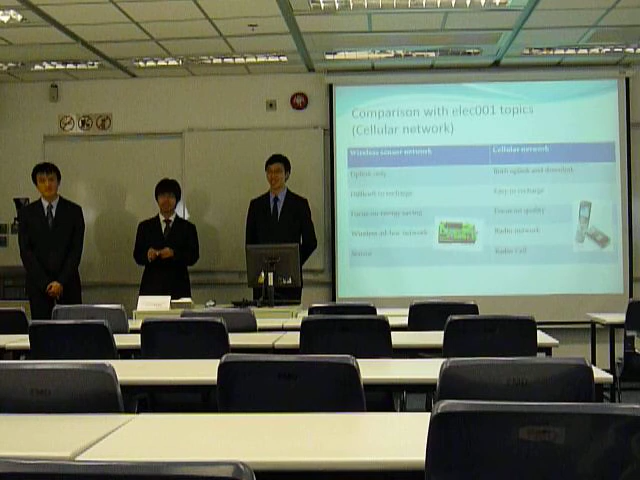 Comparison with elec001 topics
(Cellular network)
Wireless sensor network Cellular network
Uplink only Both uplink and downlink
Difficult to recharge Easy to recharge
Focus on energy saving Focus on quality
Wireless ad-hoc network Radio network
Radio Cell